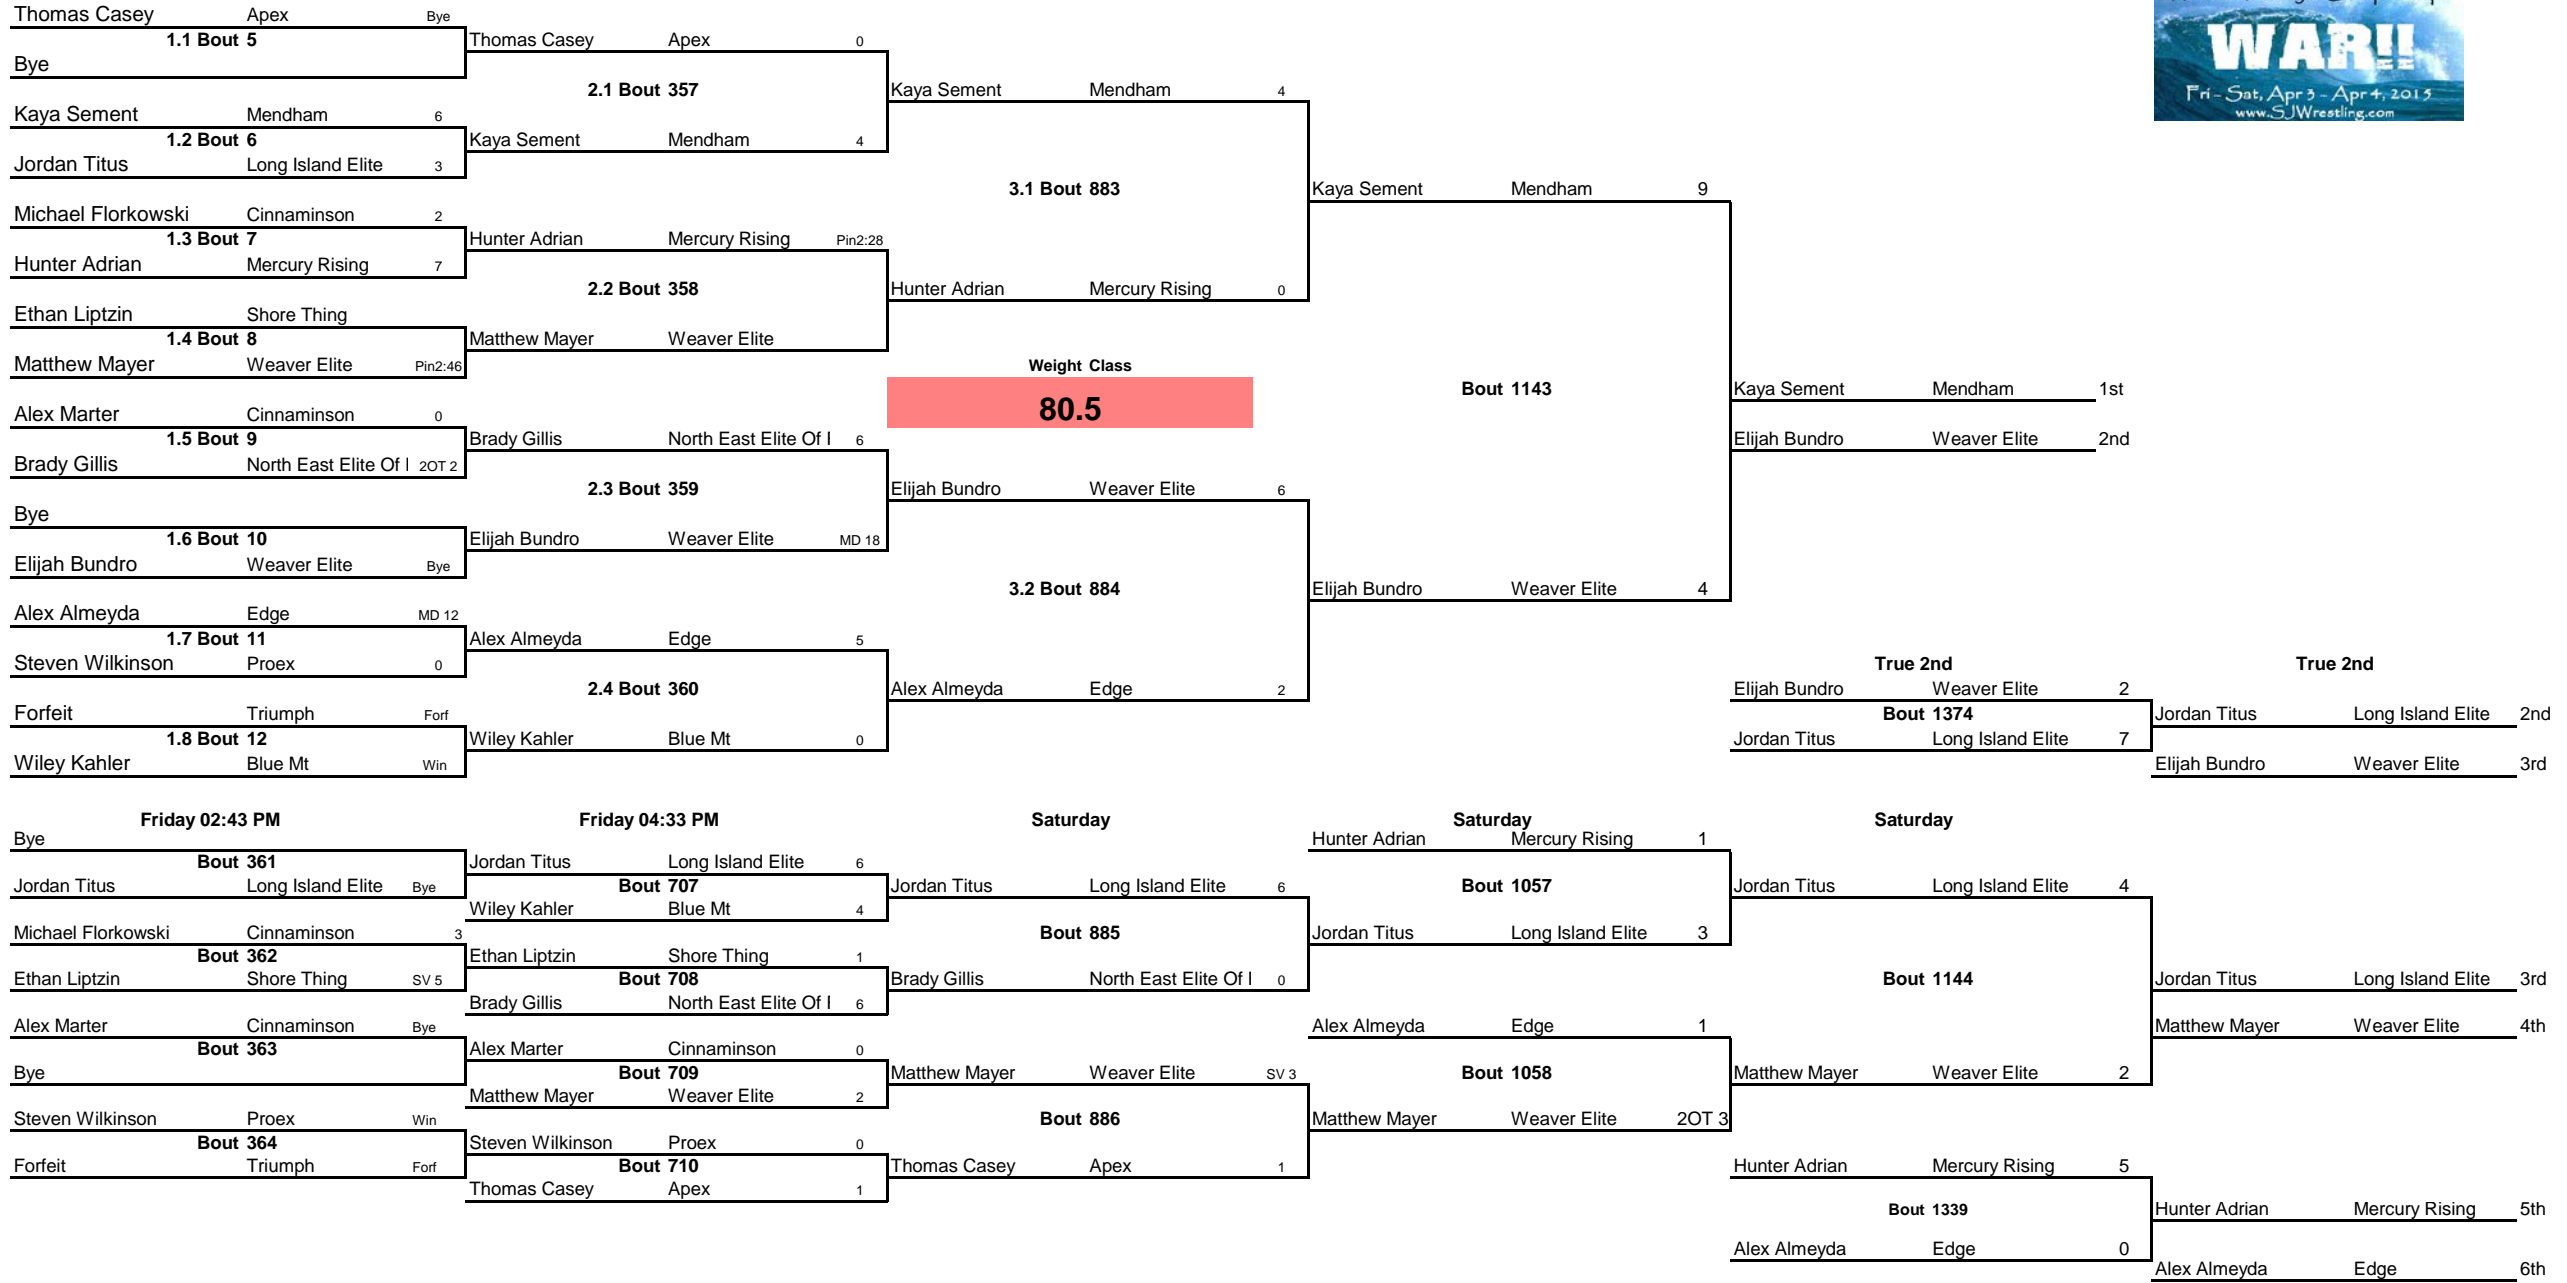 WAR!!
Fri - Sat, Apr 3 - Apr 4, 2015
www.SJWrestling.com
Thomas Casey Apex Bye
1.1 Bout 5
Bye
Kaya Sement Mendham 6
1.2 Bout 6
Jordan Titus Long Island Elite 3
Michael Florkowski Cinnaminson 2
1.3 Bout 7
Hunter Adrian Mercury Rising 7
Ethan Liptzin Shore Thing
1.4 Bout 8
Matthew Mayer Weaver Elite Pin2:46
Alex Marter Cinnaminson 0
1.5 Bout 9
Brady Gillis North East Elite Of 2OT 2
Bye
1.6 Bout 10
Elijah Bundro Weaver Elite Bye
Alex Almeyda Edge MD 12
1.7 Bout 11
Steven Wilkinson Proex 0
Forfeit Triumph Forf
1.8 Bout 12
Wiley Kahler Blue Mt Win
Thomas Casey Apex 0
2.1 Bout 357
Kaya Sement Mendham 4
Hunter Adrian Mercury Rising Pin2:28
2.2 Bout 358
Matthew Mayer Weaver Elite
Brady Gillis North East Elite Of 6
2.3 Bout 359
Elijah Bundro Weaver Elite MD 18
Alex Almeyda Edge 5
2.4 Bout 360
Wiley Kahler Blue Mt 0
Kaya Sement Mendham 4
3.1 Bout 883
Hunter Adrian Mercury Rising 0
Weight Class
80.5
Elijah Bundro Weaver Elite 6
3.2 Bout 884
Alex Almeyda Edge 2
Kaya Sement Mendham 9
Bout 1143
Elijah Bundro Weaver Elite 4
Kaya Sement Mendham 1st
Elijah Bundro Weaver Elite 2nd
True 2nd
Elijah Bundro Weaver Elite 2
Bout 1374
Jordan Titus Long Island Elite 7
True 2nd
Jordan Titus Long Island Elite 2nd
Elijah Bundro Weaver Elite 3rd
Friday 02:43 PM
Bye
Bout 361
Jordan Titus Long Island Elite Bye
Michael Florkowski Cinnaminson 3
Bout 362
Ethan Liptzin Shore Thing SV 5
Alex Marter Cinnaminson Bye
Bout 363
Bye
Steven Wilkinson Proex Win
Bout 364
Forfeit Triumph Forf
Friday 04:33 PM
Jordan Titus Long Island Elite 6
Bout 707
Wiley Kahler Blue Mt 4
Ethan Liptzin Shore Thing 1
Bout 708
Brady Gillis North East Elite Of 6
Alex Marter Cinnaminson 0
Bout 709
Matthew Mayer Weaver Elite 2
Steven Wilkinson Proex 0
Bout 710
Thomas Casey Apex 1
Saturday
Jordan Titus Long Island Elite 6
Bout 885
Brady Gillis North East Elite Of 0
Matthew Mayer Weaver Elite SV 3
Bout 886
Thomas Casey Apex 1
Saturday
Hunter Adrian Mercury Rising 1
Bout 1057
Jordan Titus Long Island Elite 3
Alex Almeyda Edge 1
Bout 1058
Matthew Mayer Weaver Elite 2OT 3
Saturday
Jordan Titus Long Island Elite 4
Bout 1144
Matthew Mayer Weaver Elite 2
Jordan Titus Long Island Elite 3rd
Matthew Mayer Weaver Elite 4th
Hunter Adrian Mercury Rising 5
Bout 1339
Alex Almeyda Edge 0
Hunter Adrian Mercury Rising 5th
Alex Almeyda Edge 6th